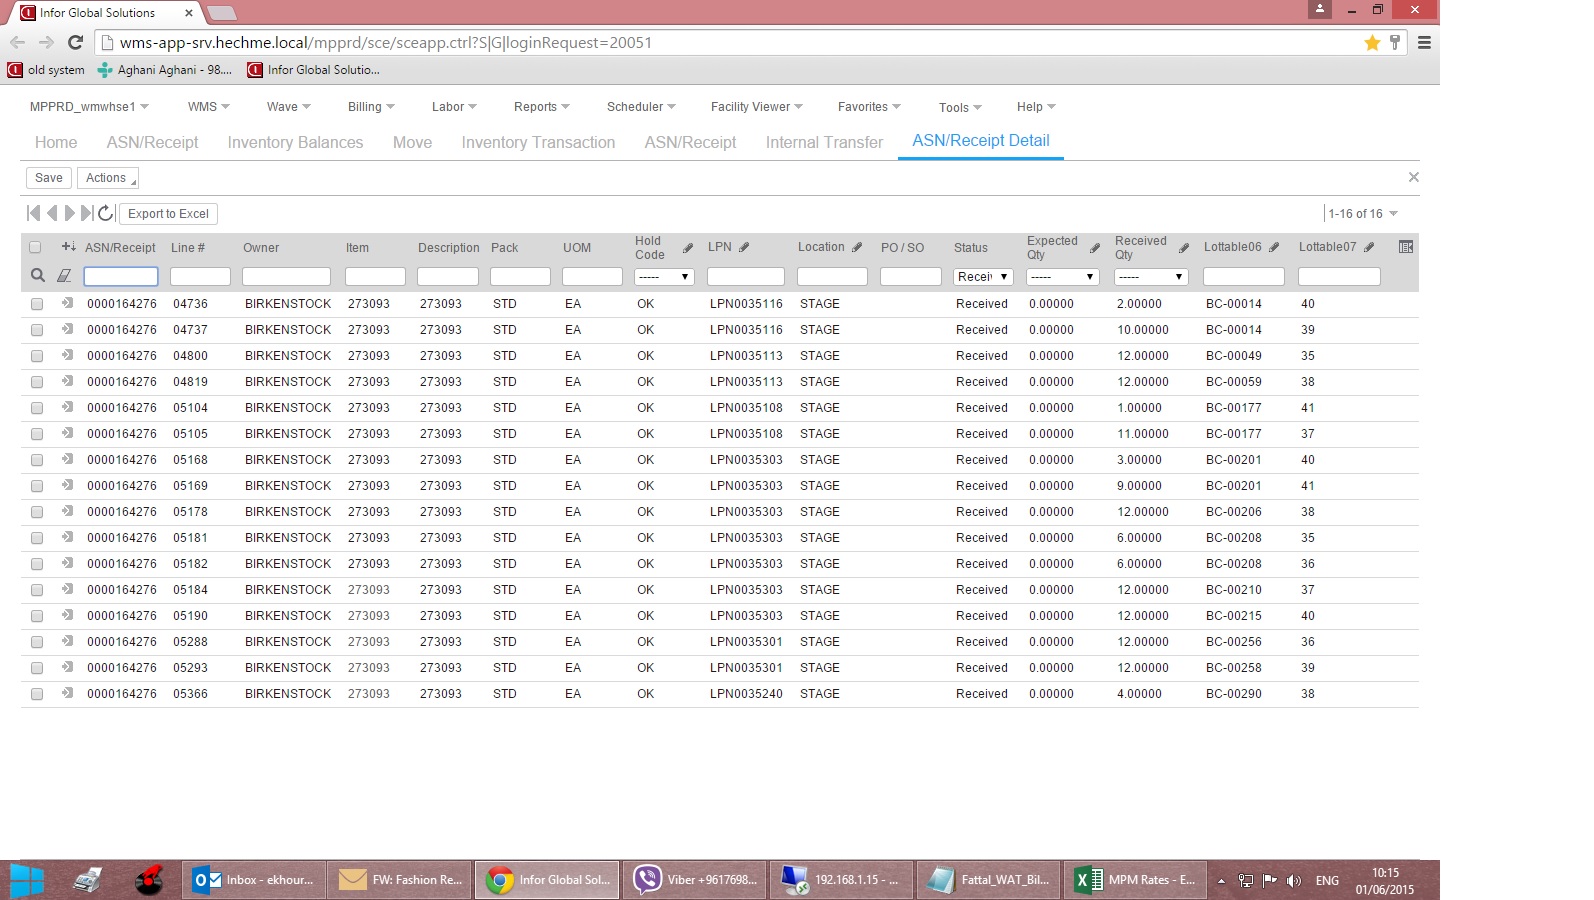 Infor Global Solutions
wms-app-srv.hechme.local/mpprd/sce/sceapp.ctrl?S|G|loginRequest=20051
old system Aghani Aghani - 98.... Infor Global Solutio...
MPPRD_wmwhse1 WMS Wave Billing Labor Reports Scheduler Facility Viewer Favorites Tools Help
Home ASN/Receipt Inventory Balances Move Inventory Transaction ASN/Receipt Internal Transfer ASN/Receipt Detail
Save Actions
Export to Excel 1-16 of 16
ASN/Receipt Line # Owner Item Description Pack UOM Hold Code LPN Location PO / SO Status Expected Qty Received Qty Lottable06 Lottable07
----- Recei ----- -----
0000164276 04736 BIRKENSTOCK 273093 273093 STD EA OK LPN0035116 STAGE Received 0.00000 2.00000 BC-00014 40
0000164276 04737 BIRKENSTOCK 273093 273093 STD EA OK LPN0035116 STAGE Received 0.00000 10.00000 BC-00014 39
0000164276 04800 BIRKENSTOCK 273093 273093 STD EA OK LPN0035113 STAGE Received 0.00000 12.00000 BC-00049 35
0000164276 04819 BIRKENSTOCK 273093 273093 STD EA OK LPN0035113 STAGE Received 0.00000 12.00000 BC-00059 38
0000164276 05104 BIRKENSTOCK 273093 273093 STD EA OK LPN0035108 STAGE Received 0.00000 1.00000 BC-00177 41
0000164276 05105 BIRKENSTOCK 273093 273093 STD EA OK LPN0035108 STAGE Received 0.00000 11.00000 BC-00177 37
0000164276 05168 BIRKENSTOCK 273093 273093 STD EA OK LPN0035303 STAGE Received 0.00000 3.00000 BC-00201 40
0000164276 05169 BIRKENSTOCK 273093 273093 STD EA OK LPN0035303 STAGE Received 0.00000 9.00000 BC-00201 41
0000164276 05178 BIRKENSTOCK 273093 273093 STD EA OK LPN0035303 STAGE Received 0.00000 12.00000 BC-00206 38
0000164276 05181 BIRKENSTOCK 273093 273093 STD EA OK LPN0035303 STAGE Received 0.00000 6.00000 BC-00208 35
0000164276 05182 BIRKENSTOCK 273093 273093 STD EA OK LPN0035303 STAGE Received 0.00000 6.00000 BC-00208 36
0000164276 05184 BIRKENSTOCK 273093 273093 STD EA OK LPN0035303 STAGE Received 0.00000 12.00000 BC-00210 37
0000164276 05190 BIRKENSTOCK 273093 273093 STD EA OK LPN0035303 STAGE Received 0.00000 12.00000 BC-00215 40
0000164276 05288 BIRKENSTOCK 273093 273093 STD EA OK LPN0035301 STAGE Received 0.00000 12.00000 BC-00256 36
0000164276 05293 BIRKENSTOCK 273093 273093 STD EA OK LPN0035301 STAGE Received 0.00000 12.00000 BC-00258 39
0000164276 05366 BIRKENSTOCK 273093 273093 STD EA OK LPN0035240 STAGE Received 0.00000 4.00000 BC-00290 38
Inbox - ekhour... FW: Fashion Re... Infor Global Sol... Viber +9617698... 192.168.1.15 - ... Fattal_WAT_Bil... MPM Rates - E... ENG 10:15
01/06/2015